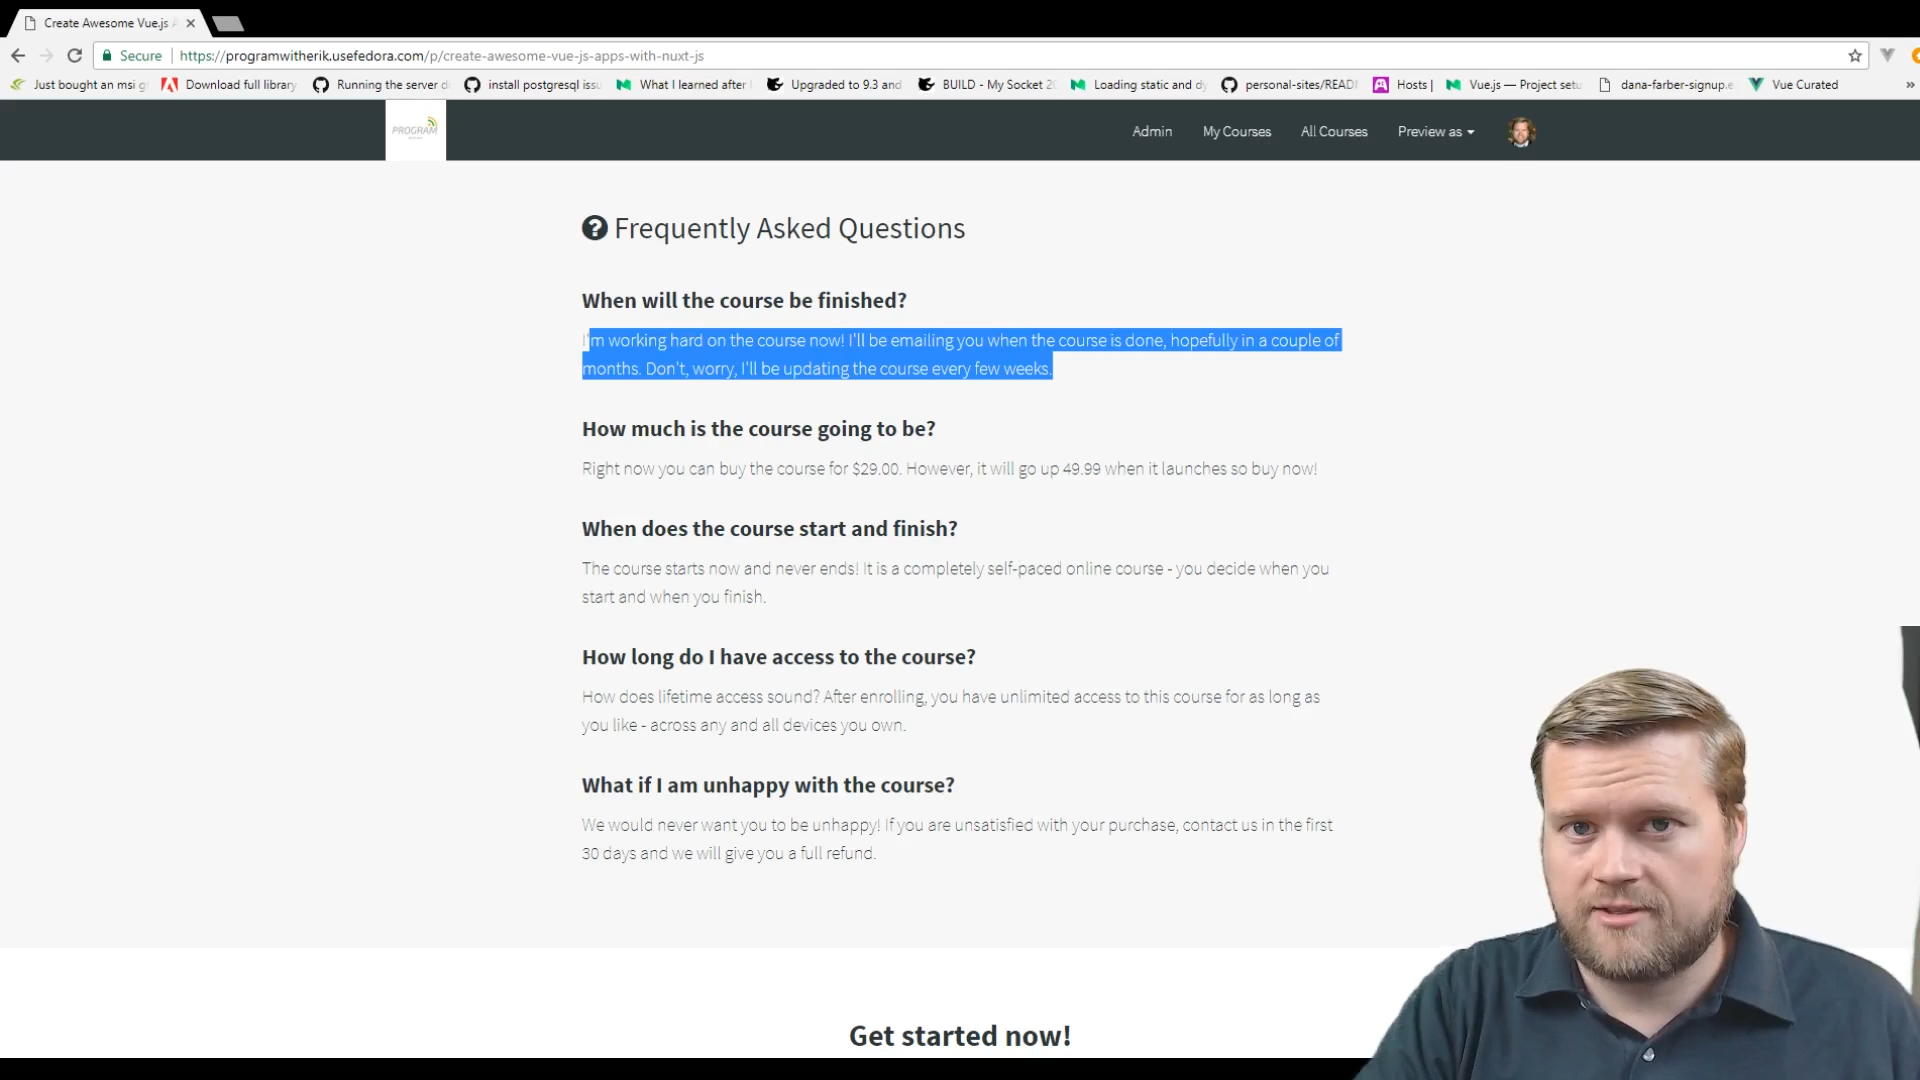 Create Awesome Vue.js
Secure
https://programwitherik.usefedora.com/p/create-awesome-vue-js-apps-with-nuxt-js
Just bought an msi g
Download full library
Running the server d
install postgresql issu
What I learned after
Upgraded to 9.3 and
BUILD - My Socket 20
Loading static and dy
personal-sites/READM
Hosts |
Vue.js — Project setu
dana-farber-signup.e
Vue Curated
»
PROGRAM
Admin
My Courses
All Courses
Preview as
Frequently Asked Questions
When will the course be finished?
I'm working hard on the course now! I'll be emailing you when the course is done, hopefully in a couple of
months. Don't, worry, I'll be updating the course every few weeks.
How much is the course going to be?
Right now you can buy the course for $29.00. However, it will go up 49.99 when it launches so buy now!
When does the course start and finish?
The course starts now and never ends! It is a completely self-paced online course - you decide when you
start and when you finish.
How long do I have access to the course?
How does lifetime access sound? After enrolling, you have unlimited access to this course for as long as
you like - across any and all devices you own.
What if I am unhappy with the course?
We would never want you to be unhappy! If you are unsatisfied with your purchase, contact us in the first
30 days and we will give you a full refund.
Get started now!